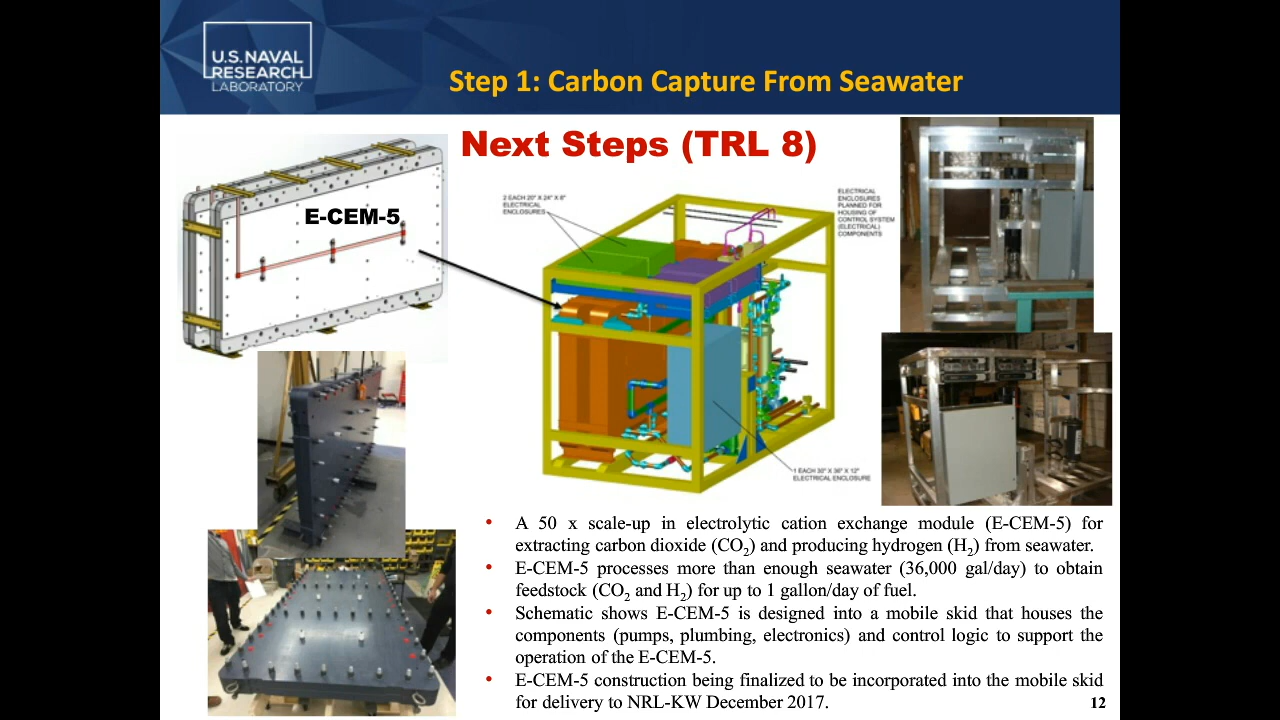 U.S. NAVAL
RESEARCH
LABORATORY
Step 1: Carbon Capture From Seawater
Next Steps (TRL 8)
E-CEM-5
2 EACH 20" X 24" X 8"
ELECTRICAL
ENCLOSURES
ELECTRICAL
ENCLOSURES
PLANNED FOR
HOUSING OF
CONTROL SYSTEM
(ELECTRICAL)
COMPONENTS
1 EACH 30" X 36" X 12"
ELECTRICAL ENCLOSURE
• A 50 x scale-up in electrolytic cation exchange module (E-CEM-5) for
extracting carbon dioxide (CO₂) and producing hydrogen (H₂) from seawater.
• E-CEM-5 processes more than enough seawater (36,000 gal/day) to obtain
feedstock (CO₂ and H₂) for up to 1 gallon/day of fuel.
• Schematic shows E-CEM-5 is designed into a mobile skid that houses the
components (pumps, plumbing, electronics) and control logic to support the
operation of the E-CEM-5.
• E-CEM-5 construction being finalized to be incorporated into the mobile skid
for delivery to NRL-KW December 2017.
12